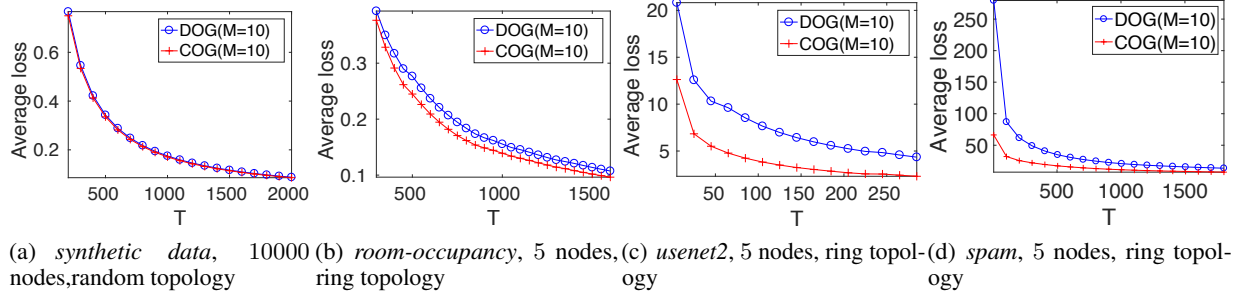 0.6
0.4
0.2
Average loss
DOG(M=10)
COG(M=10)
500 1000 1500 2000
T
0.3
0.2
0.1
Average loss
DOG(M=10)
COG(M=10)
500 1000 1500
T
20
15
10
5
Average loss
DOG(M=10)
COG(M=10)
50 100 150 200 250
T
250
200
150
100
50
Average loss
DOG(M=10)
COG(M=10)
500 1000 1500
T
(a) synthetic data, 10000
nodes,random topology
(b) room-occupancy, 5 nodes,
ring topology
(c) usenet2, 5 nodes, ring topol-
ogy
(d) spam, 5 nodes, ring topol-
ogy